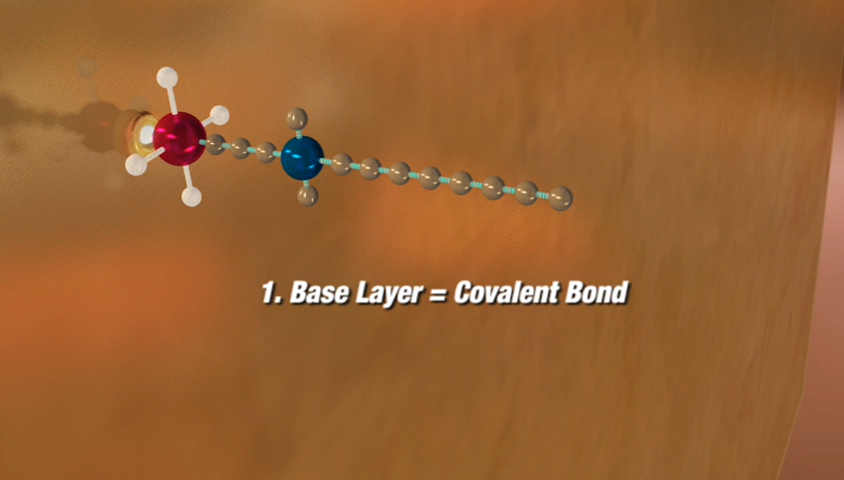 1. Base Layer = Covalent Bond